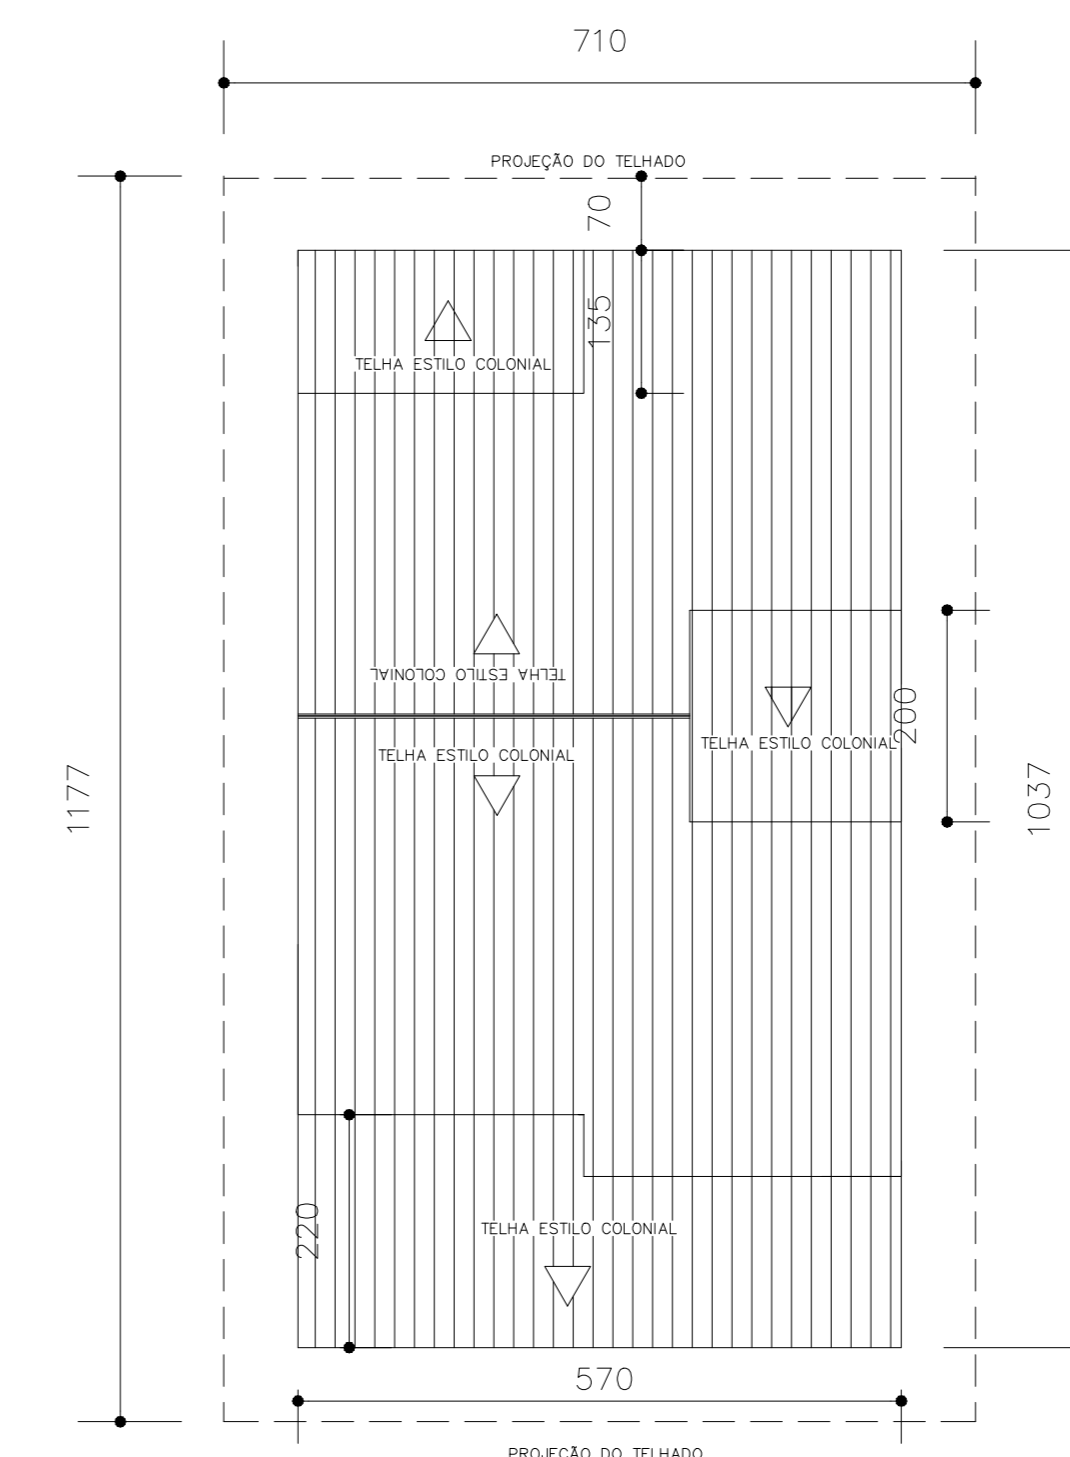 710
PROJEÇÃO DO TELHADO
70
135
TELHA ESTILO COLONIAL
TELHA ESTILO COLONIAL
200
TELHA ESTILO COLONIAL
TELHA ESTILO COLONIAL
1177
1037
220
TELHA ESTILO COLONIAL
570
PROJEÇÃO DO TELHADO